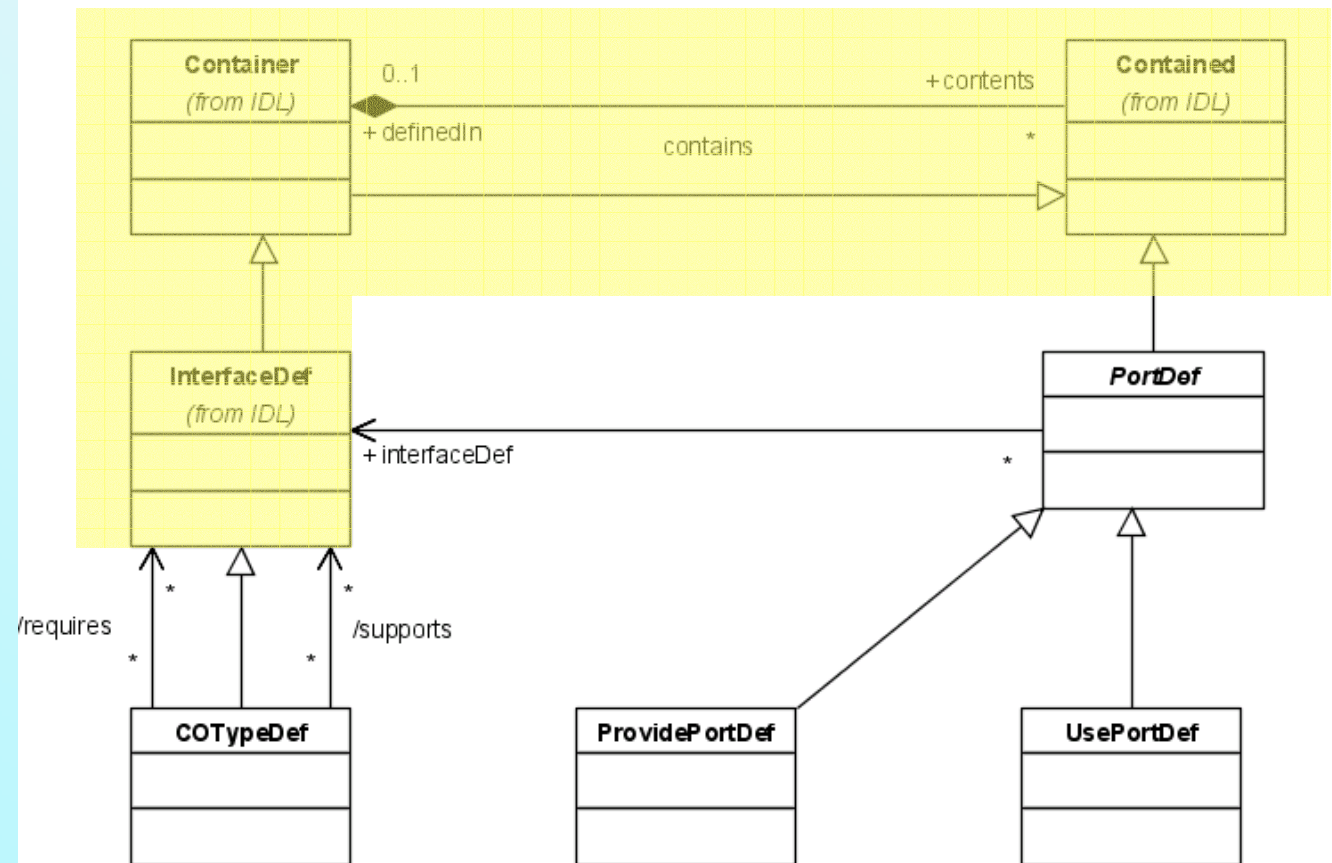 Container
(from IDL)
0..1
+ definedIn
contains
+ contents
*
Contained
(from IDL)
InterfaceDef
(from IDL)
+ interfaceDef
*
PortDef
/requires
*
*
*
*
/supports
COTypeDef
ProvidePortDef
UsePortDef